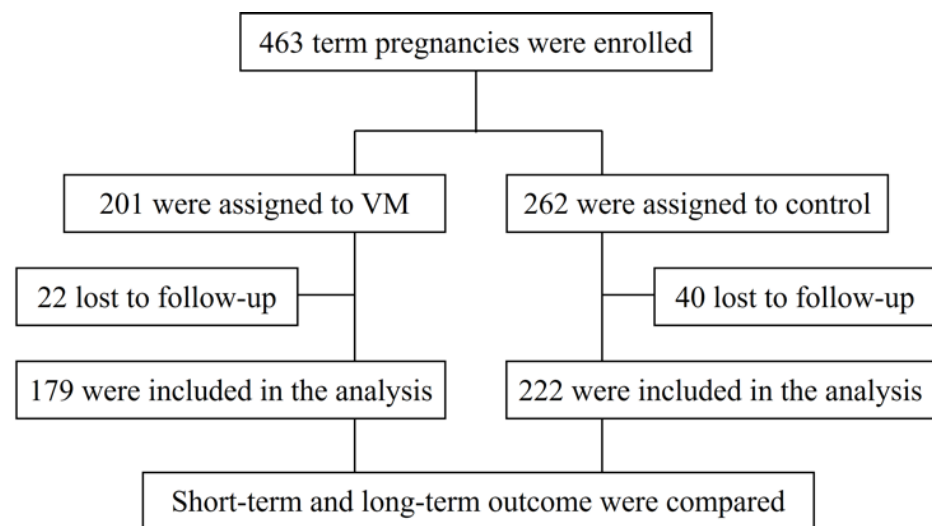 463 term pregnancies were enrolled
201 were assigned to VM
262 were assigned to control
22 lost to follow-up
40 lost to follow-up
179 were included in the analysis
222 were included in the analysis
Short-term and long-term outcome were compared